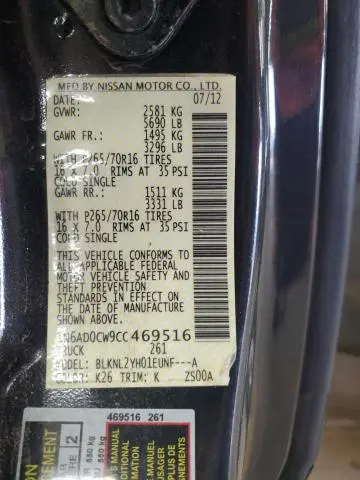 MFD BY NISSAN MOTOR CO., LTD.
DATE: 07/12
GVWR: 2581 KG
5690 LB
GAWR FR.: 1495 KG
3296 LB
WITH P265/70R16 TIRES
16 X 7.0 RIMS AT 35 PSI
COLD SINGLE
GAWR RR.: 1511 KG
3331 LB
WITH P265/70R16 TIRES
16 X 7.0 RIMS AT 35 PSI
COLD SINGLE
THIS VEHICLE CONFORMS TO
ALL APPLICABLE FEDERAL
MOTOR VEHICLE SAFETY AND
THEFT PREVENTION
STANDARDS IN EFFECT ON THE
DATE OF MANUFACTURE SHOWN
ABOVE.
1N6AD0CW9CC469516
TRUCK 261
MODEL: BLKNL2YH01EUNF---A
COLOR: K26 TRIM: K ZS00A
469516 261
'S MANUAL
DDITIONAL
MATION